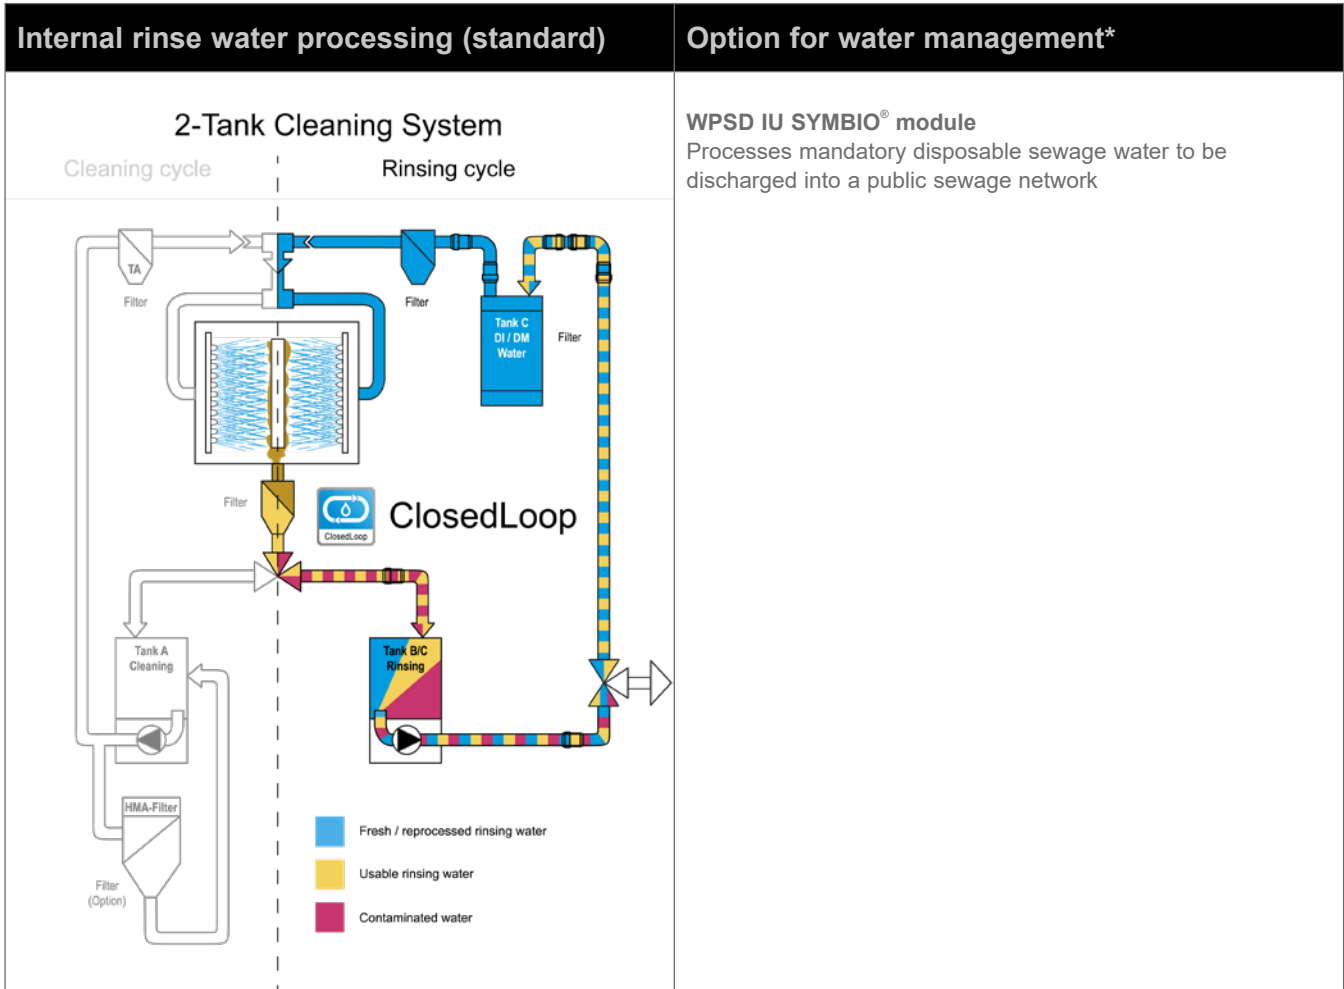 Internal rinse water processing (standard)
Option for water management*
2-Tank Cleaning System
Cleaning cycle
Rinsing cycle
WPSD IU SYMBIO® module
Processes mandatory disposable sewage water to be
discharged into a public sewage network
TA
Filter
Filter
Tank C
DI / DM
Water
Filter
Filter
ClosedLoop
ClosedLoop
Tank A
Cleaning
Tank B/C
Rinsing
HMA-Filter
Filter
(Option)
Fresh / reprocessed rinsing water
Usable rinsing water
Contaminated water